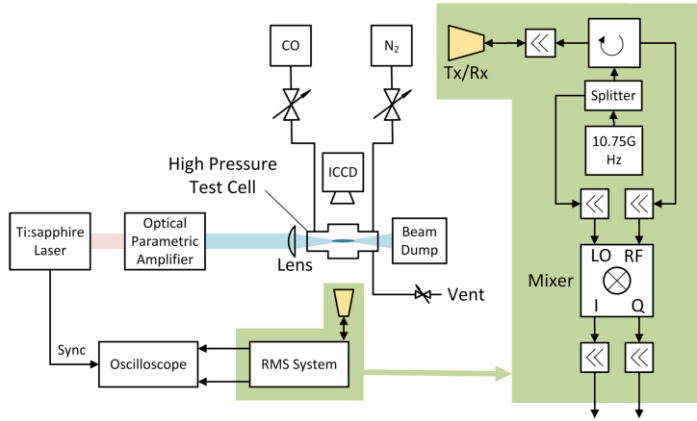 CO
N₂
Tx/Rx
Splitter
10.75G
Hz
ICCD
High Pressure
Test Cell
Ti:sapphire
Laser
Optical
Parametric
Amplifier
Lens
Beam
Dump
LO RF
Mixer
I Q
Vent
Sync
Oscilloscope
RMS System